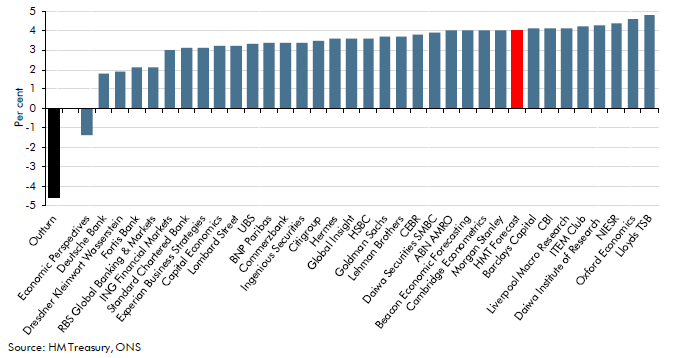 5
4
3
2
1
0
-1
-2
-3
-4
-5
Per cent
Outturn
Economic Perspectives
Deutsche Bank
Dresdner Kleinwort Wasserstein
Fortis Bank
RBS Global Banking & Markets
ING Financial Markets
Standard Chartered Bank
Experian Business Strategies
Capital Economics
Lombard Street
UBS
BNP Paribas
Commerzbank
Ingenious Securities
Citigroup
Hermes
Global Insight
HSBC
Goldman Sachs
Lehman Brothers
CEBR
Daiwa Securities SMBC
ABN AMRO
Beacon Economic Forecasting
Cambridge Econometrics
Morgan Stanley
HMT Forecast
Barclays Capital
CBI
Liverpool Macro Research
ITEM Club
Daiwa Institute of Research
NIESR
Oxford Economics
Lloyds TSB
Source: HM Treasury, ONS